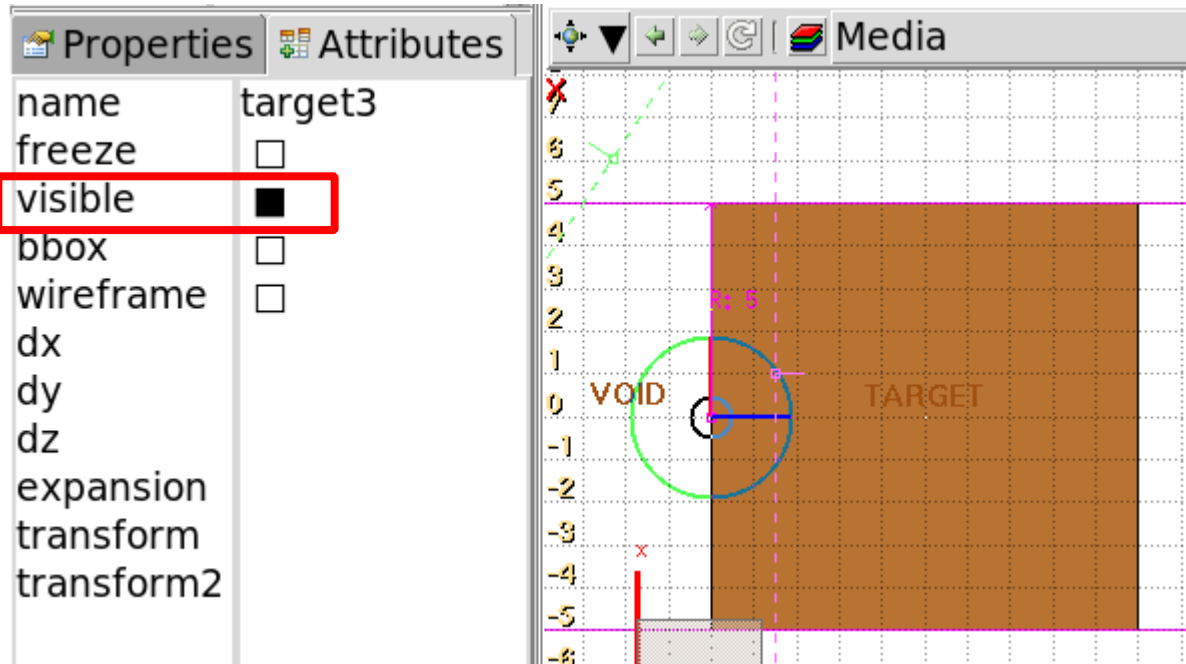 Properties Attributes
name target3
freeze
visible
bbox
wireframe
dx
dy
dz
expansion
transform
transform2
Media
7
6
5
4
3
2
1
0
-1
-2
-3
-4
-5
-6
R: 5
VOID
TARGET
x